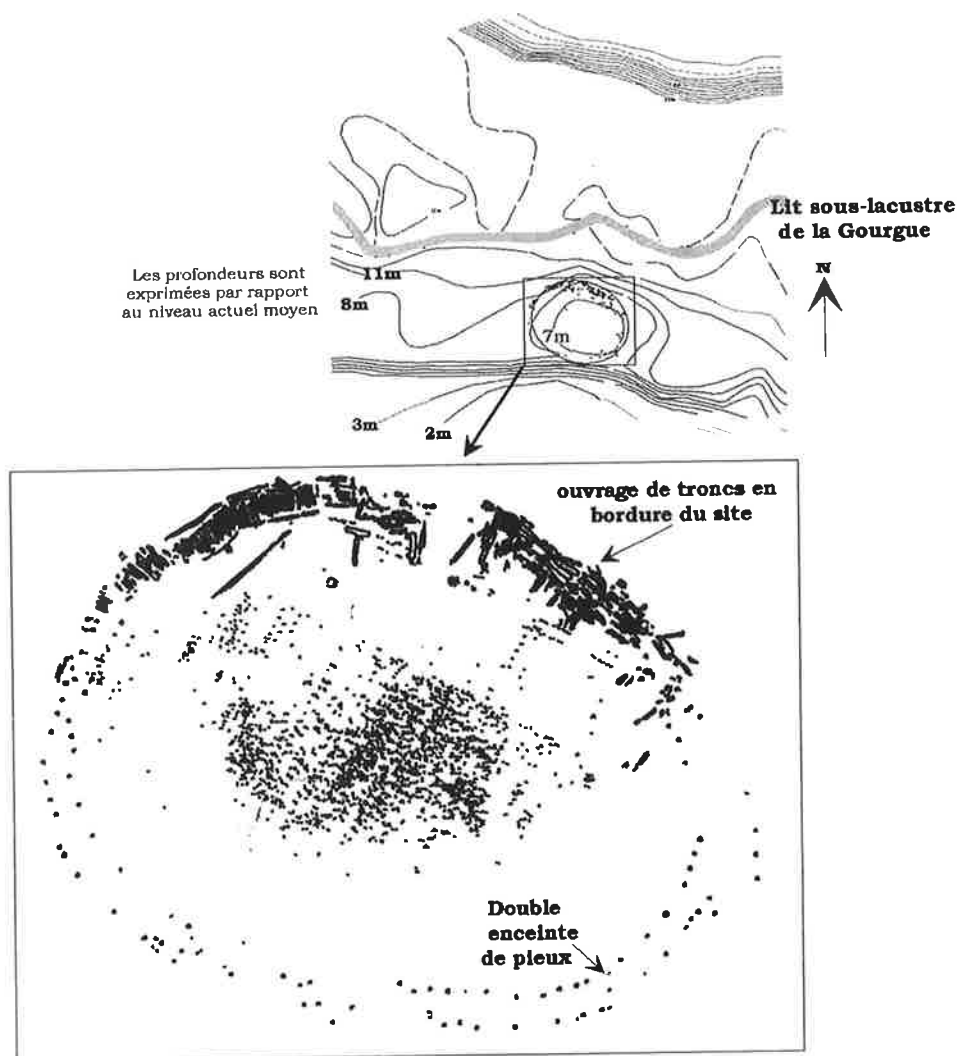 Lit sous-lacustre
de la Gourgue
N
Les profondeurs sont
exprimées par rapport
au niveau actuel moyen
11m
8m
7m
3m
2m
ouvrage de troncs en
bordure du site
Double
enceinte
de pieux